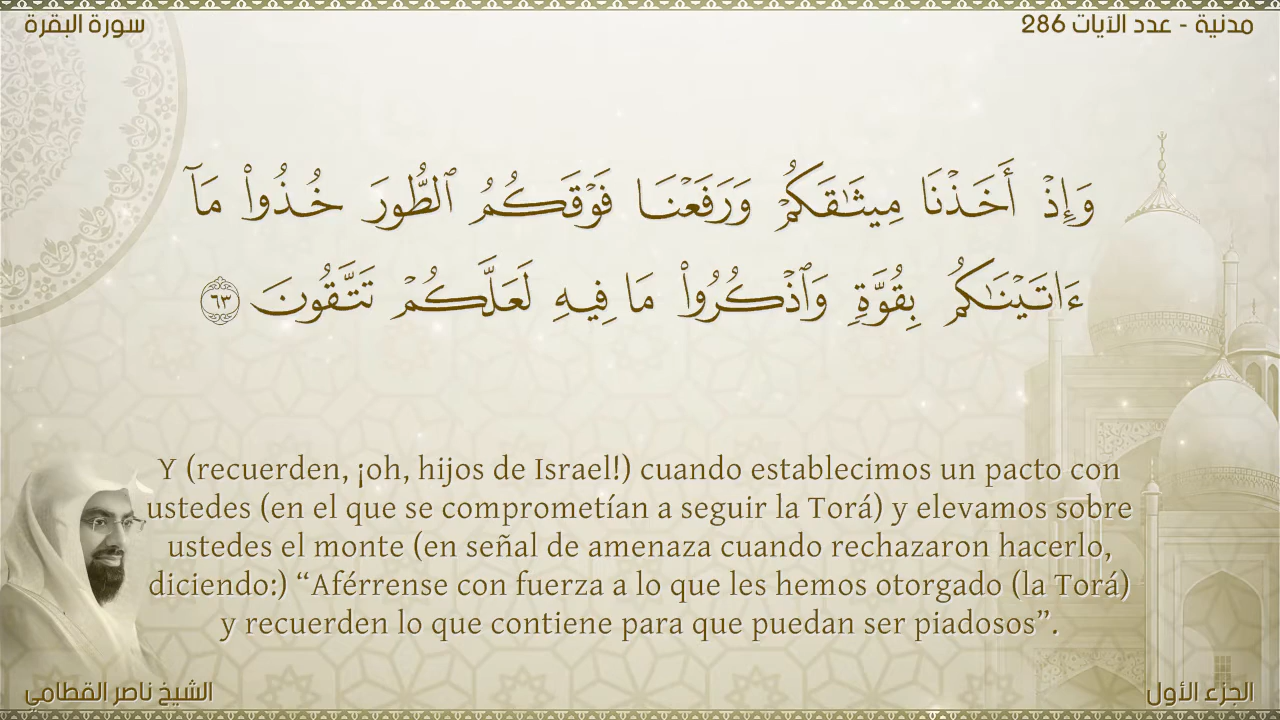 سورة البقرة
مدنية - عدد الآيات 286
وَإِذْ أَخَذْنَا مِيثَٰقَكُمْ وَرَفَعْنَا فَوْقَكُمُ ٱلطُّورَ خُذُوا۟ مَآ
ءَاتَيْنَٰكُم بِقُوَّةٍ وَٱذْكُرُوا۟ مَا فِيهِ لَعَلَّكُمْ تَتَّقُونَ ٦٣
Y (recuerden, ¡oh, hijos de Israel!) cuando establecimos un pacto con
ustedes (en el que se comprometían a seguir la Torá) y elevamos sobre
ustedes el monte (en señal de amenaza cuando rechazaron hacerlo,
diciendo:) “Aférrense con fuerza a lo que les hemos otorgado (la Torá)
y recuerden lo que contiene para que puedan ser piadosos”.
الشيخ ناصر القطامي
الجزء الأول